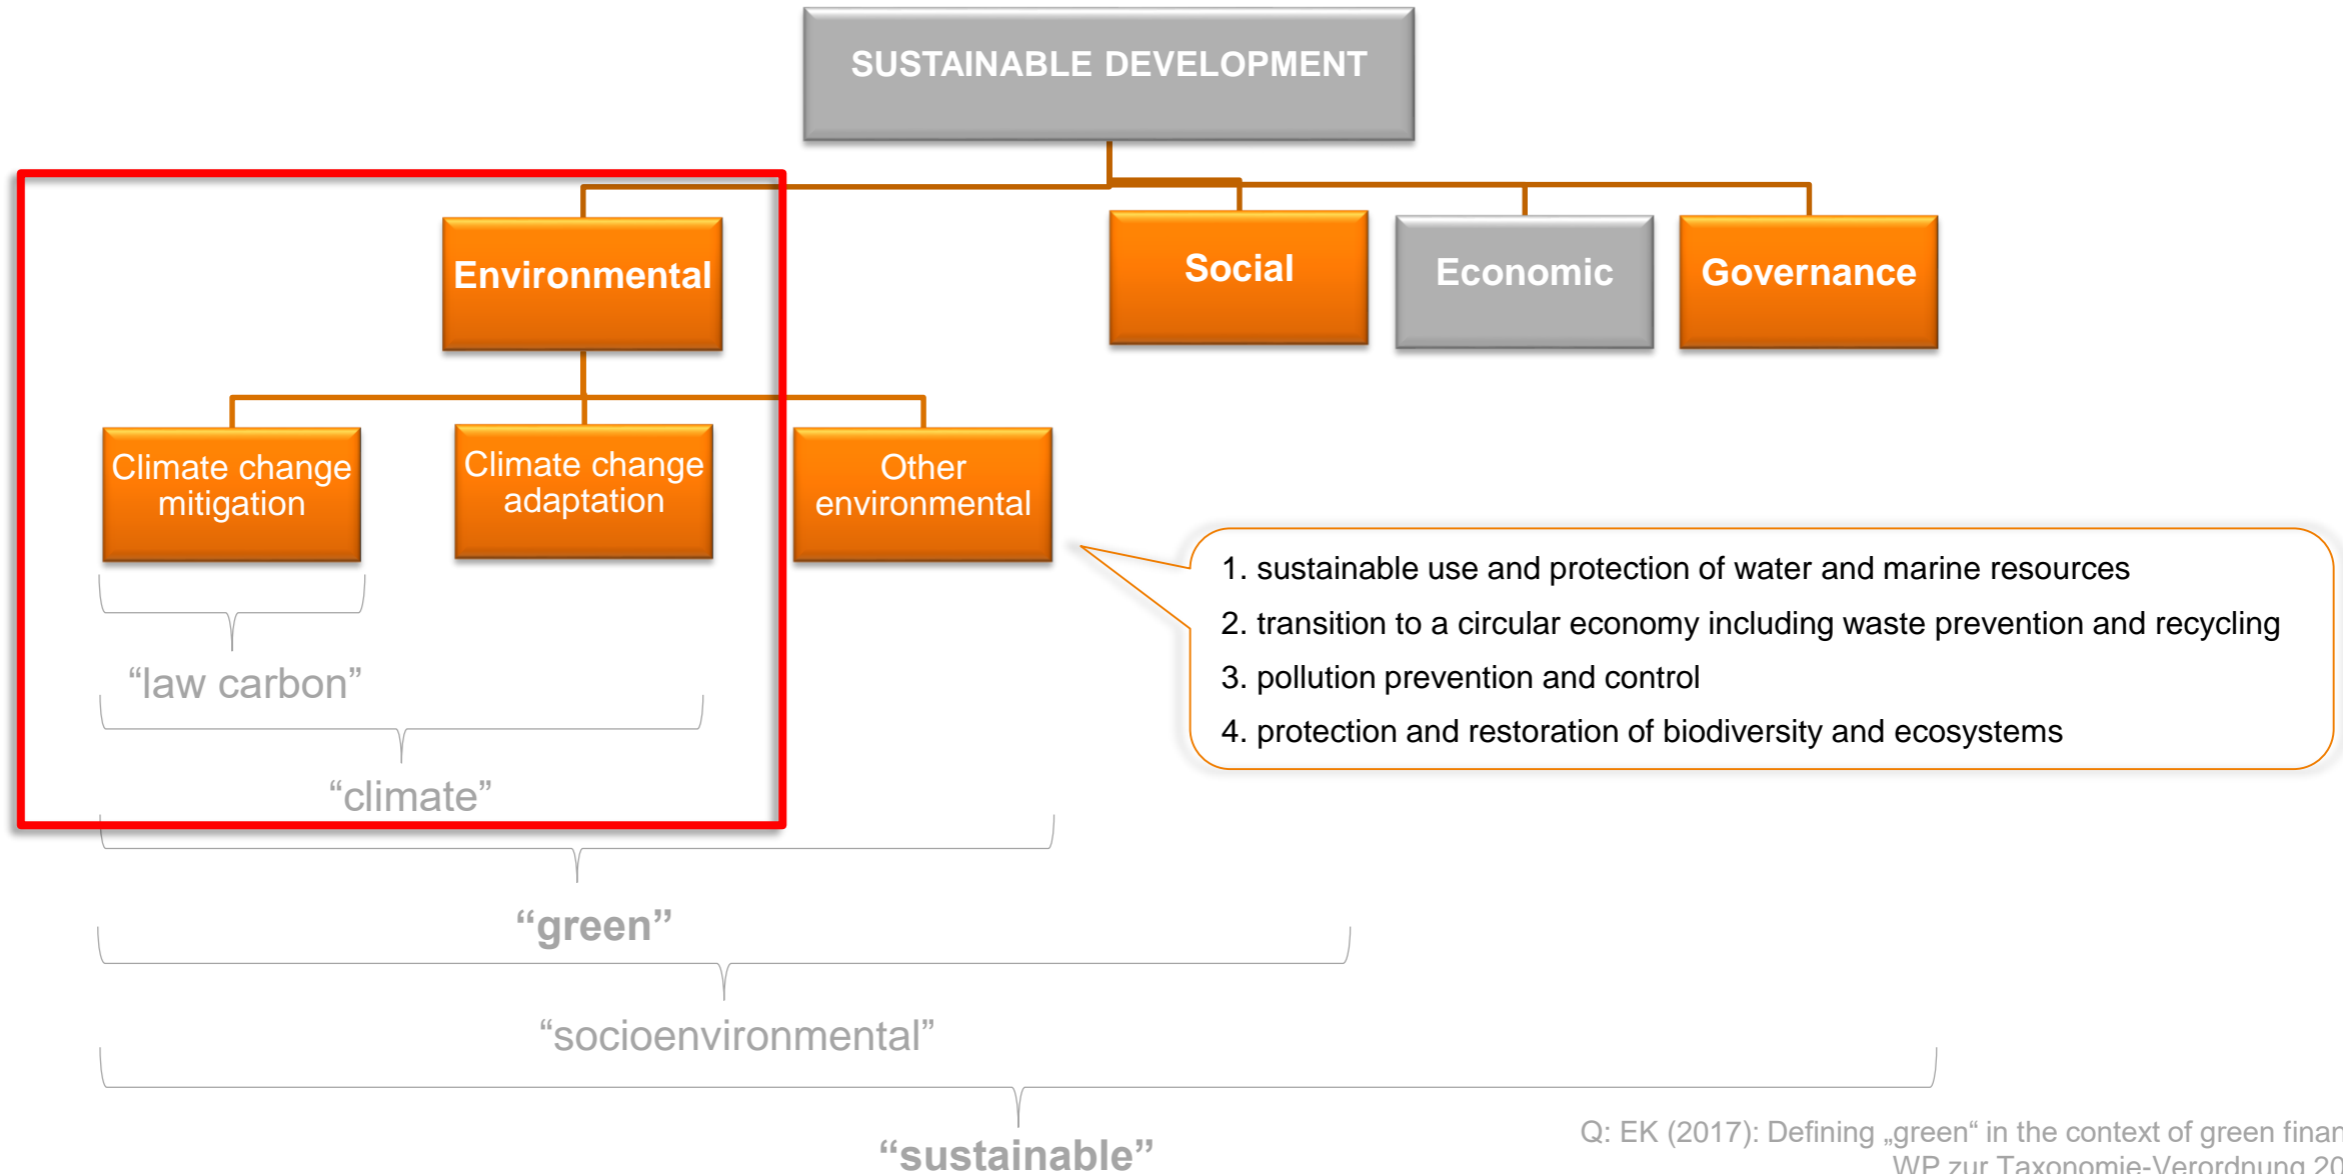 SUSTAINABLE DEVELOPMENT
Environmental
Social
Economic
Governance
Climate change
mitigation
Climate change
adaptation
Other
environmental
1. sustainable use and protection of water and marine resources
2. transition to a circular economy including waste prevention and recycling
3. pollution prevention and control
4. protection and restoration of biodiversity and ecosystems
“law carbon”
“climate”
“green”
“socioenvironmental”
“sustainable”
Q: EK (2017): Defining „green“ in the context of green
WP zur Taxonomie-Verordnung